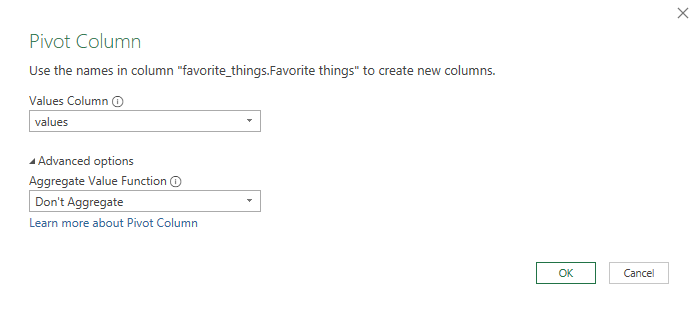 Pivot Column
Use the names in column "favorite_things.Favorite things" to create new columns.
Values Column
values
Advanced options
Aggregate Value Function
Don't Aggregate
Learn more about Pivot Column
OK Cancel